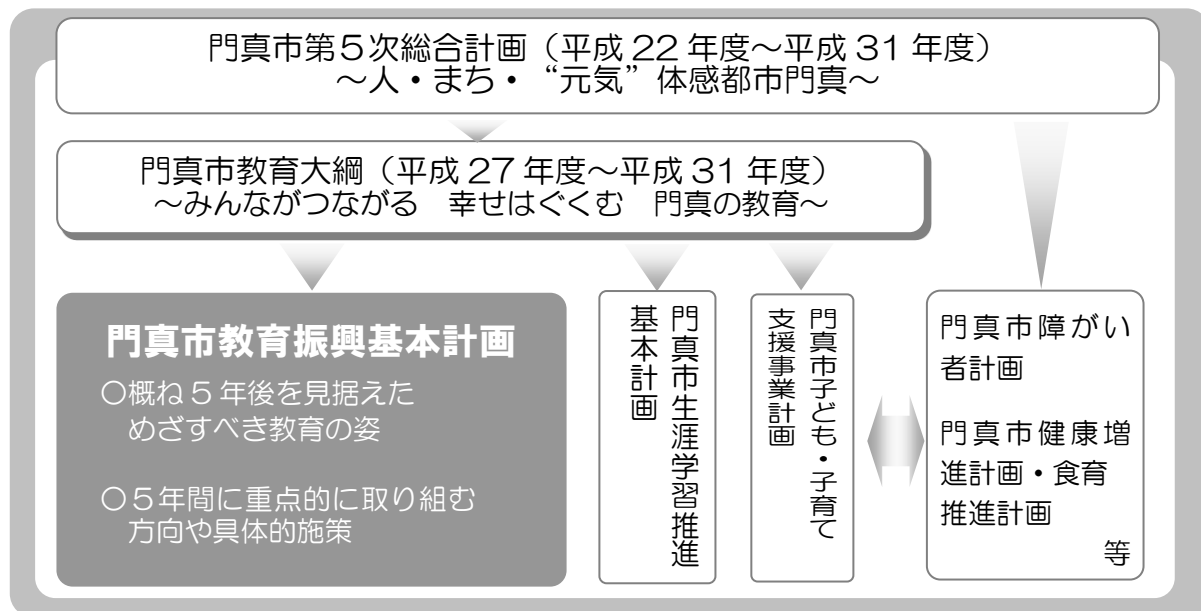 門真市第５次総合計画（平成 22 年度～平成 31 年度）
～人・まち・“元気”体感都市門真～
門真市教育大綱（平成 27 年度～平成 31 年度）
～みんながつながる　幸せはぐくむ　門真の教育～
門真市教育振興基本計画
○概ね５年後を見据えた
めざすべき教育の姿
○５年間に重点的に取り組む
方向や具体的施策
門真市生涯学習推進
基本計画
門真市子ども・子育て
支援事業計画
門真市障がい
者計画
門真市健康増
進計画・食育
推進計画
等